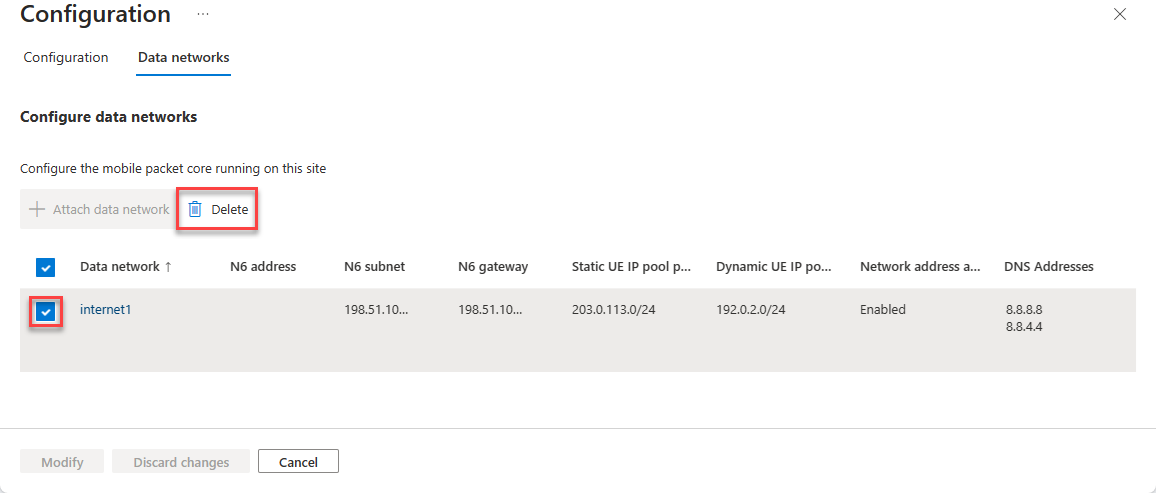 Configuration ...
Configuration Data networks
Configure data networks
Configure the mobile packet core running on this site
Attach data network Delete
Data network ↑ N6 address N6 subnet N6 gateway Static UE IP pool p... Dynamic UE IP po... Network address a... DNS Addresses
internet1 198.51.10... 198.51.10... 203.0.113.0/24 192.0.2.0/24 Enabled 8.8.8.8
8.8.4.4
Modify Discard changes Cancel